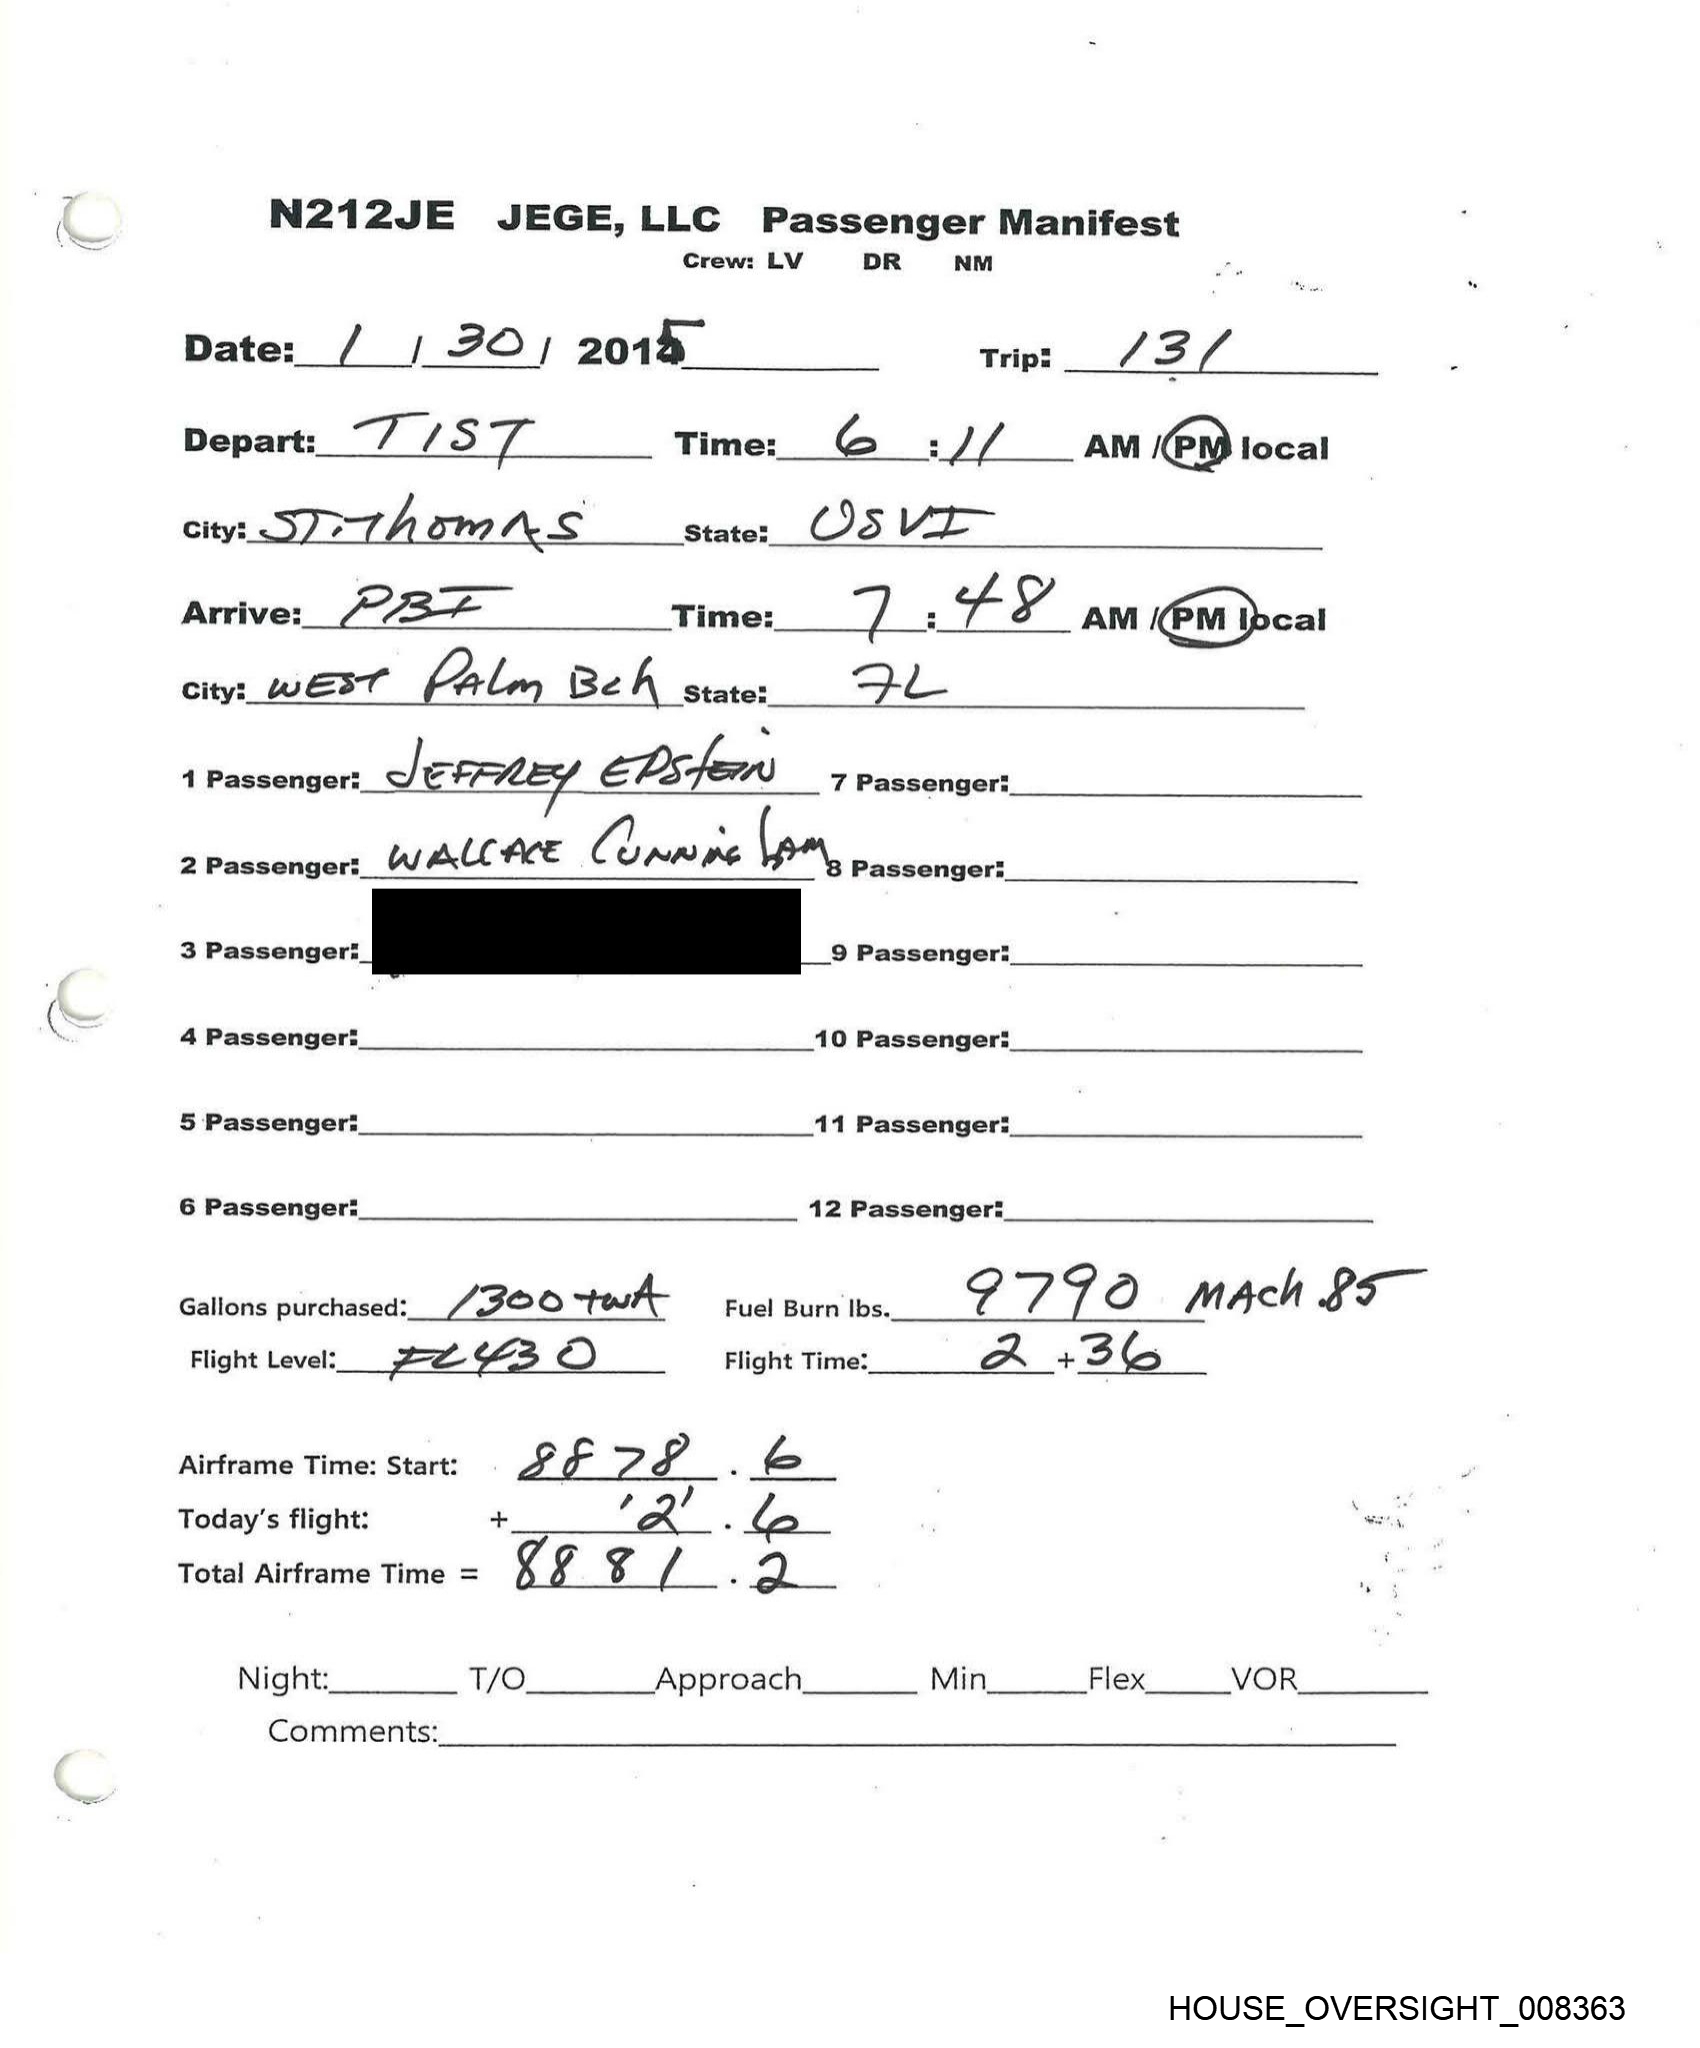 N212JE JEGE, LLC Passenger Manifest
Crew: LV DR NM
Date: 1 / 30 / 2015 Trip: 131
Depart: TIST Time: 6 : 11 AM / PM local
City: ST. Thomas State: USVI
Arrive: PBI Time: 7 : 48 AM / PM local
City: WEST PAlm Bch State: FL
1 Passenger: JEFFREY EPStEIN 7 Passenger:
2 Passenger: WALLACE CUNNINGhAM 8 Passenger:
3 Passenger: 9 Passenger:
4 Passenger: 10 Passenger:
5 Passenger: 11 Passenger:
6 Passenger: 12 Passenger:
Gallons purchased: 1300 +wA Fuel Burn lbs. 9790 MAch .85
Flight Level: FL430 Flight Time: 2 + 36
Airframe Time: Start: 8878 . 6
Today's flight: + '2' . 6
Total Airframe Time = 8881 . 2
Night: T/O Approach Min Flex VOR
Comments:
HOUSE_OVERSIGHT_008363